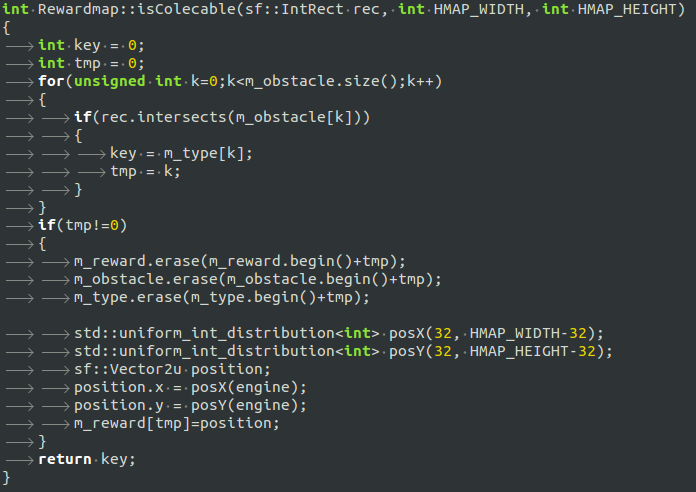 int Rewardmap::isColecable(sf::IntRect rec, int HMAP_WIDTH, int HMAP_HEIGHT)
{
	int key = 0;
	int tmp = 0;
	for(unsigned int k=0;k<m_obstacle.size();k++)
	{
		if(rec.intersects(m_obstacle[k]))
		{
			key = m_type[k];
			tmp = k;
		}
	}
	if(tmp!=0)
	{
		m_reward.erase(m_reward.begin()+tmp);
		m_obstacle.erase(m_obstacle.begin()+tmp);
		m_type.erase(m_type.begin()+tmp);

		std::uniform_int_distribution<int> posX(32, HMAP_WIDTH-32);
		std::uniform_int_distribution<int> posY(32, HMAP_HEIGHT-32);
		sf::Vector2u position;
		position.x = posX(engine);
		position.y = posY(engine);
		m_reward[tmp]=position;
	}
	return key;
}